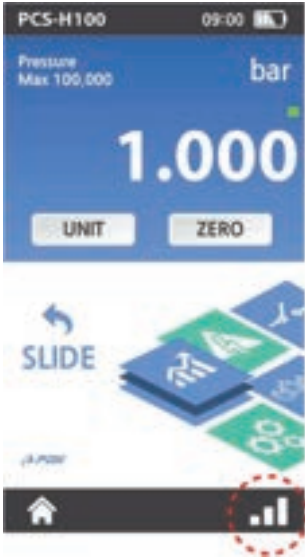 PCS-H100 09:00
Pressure
Max 100,000 bar
1.000
UNIT ZERO
SLIDE